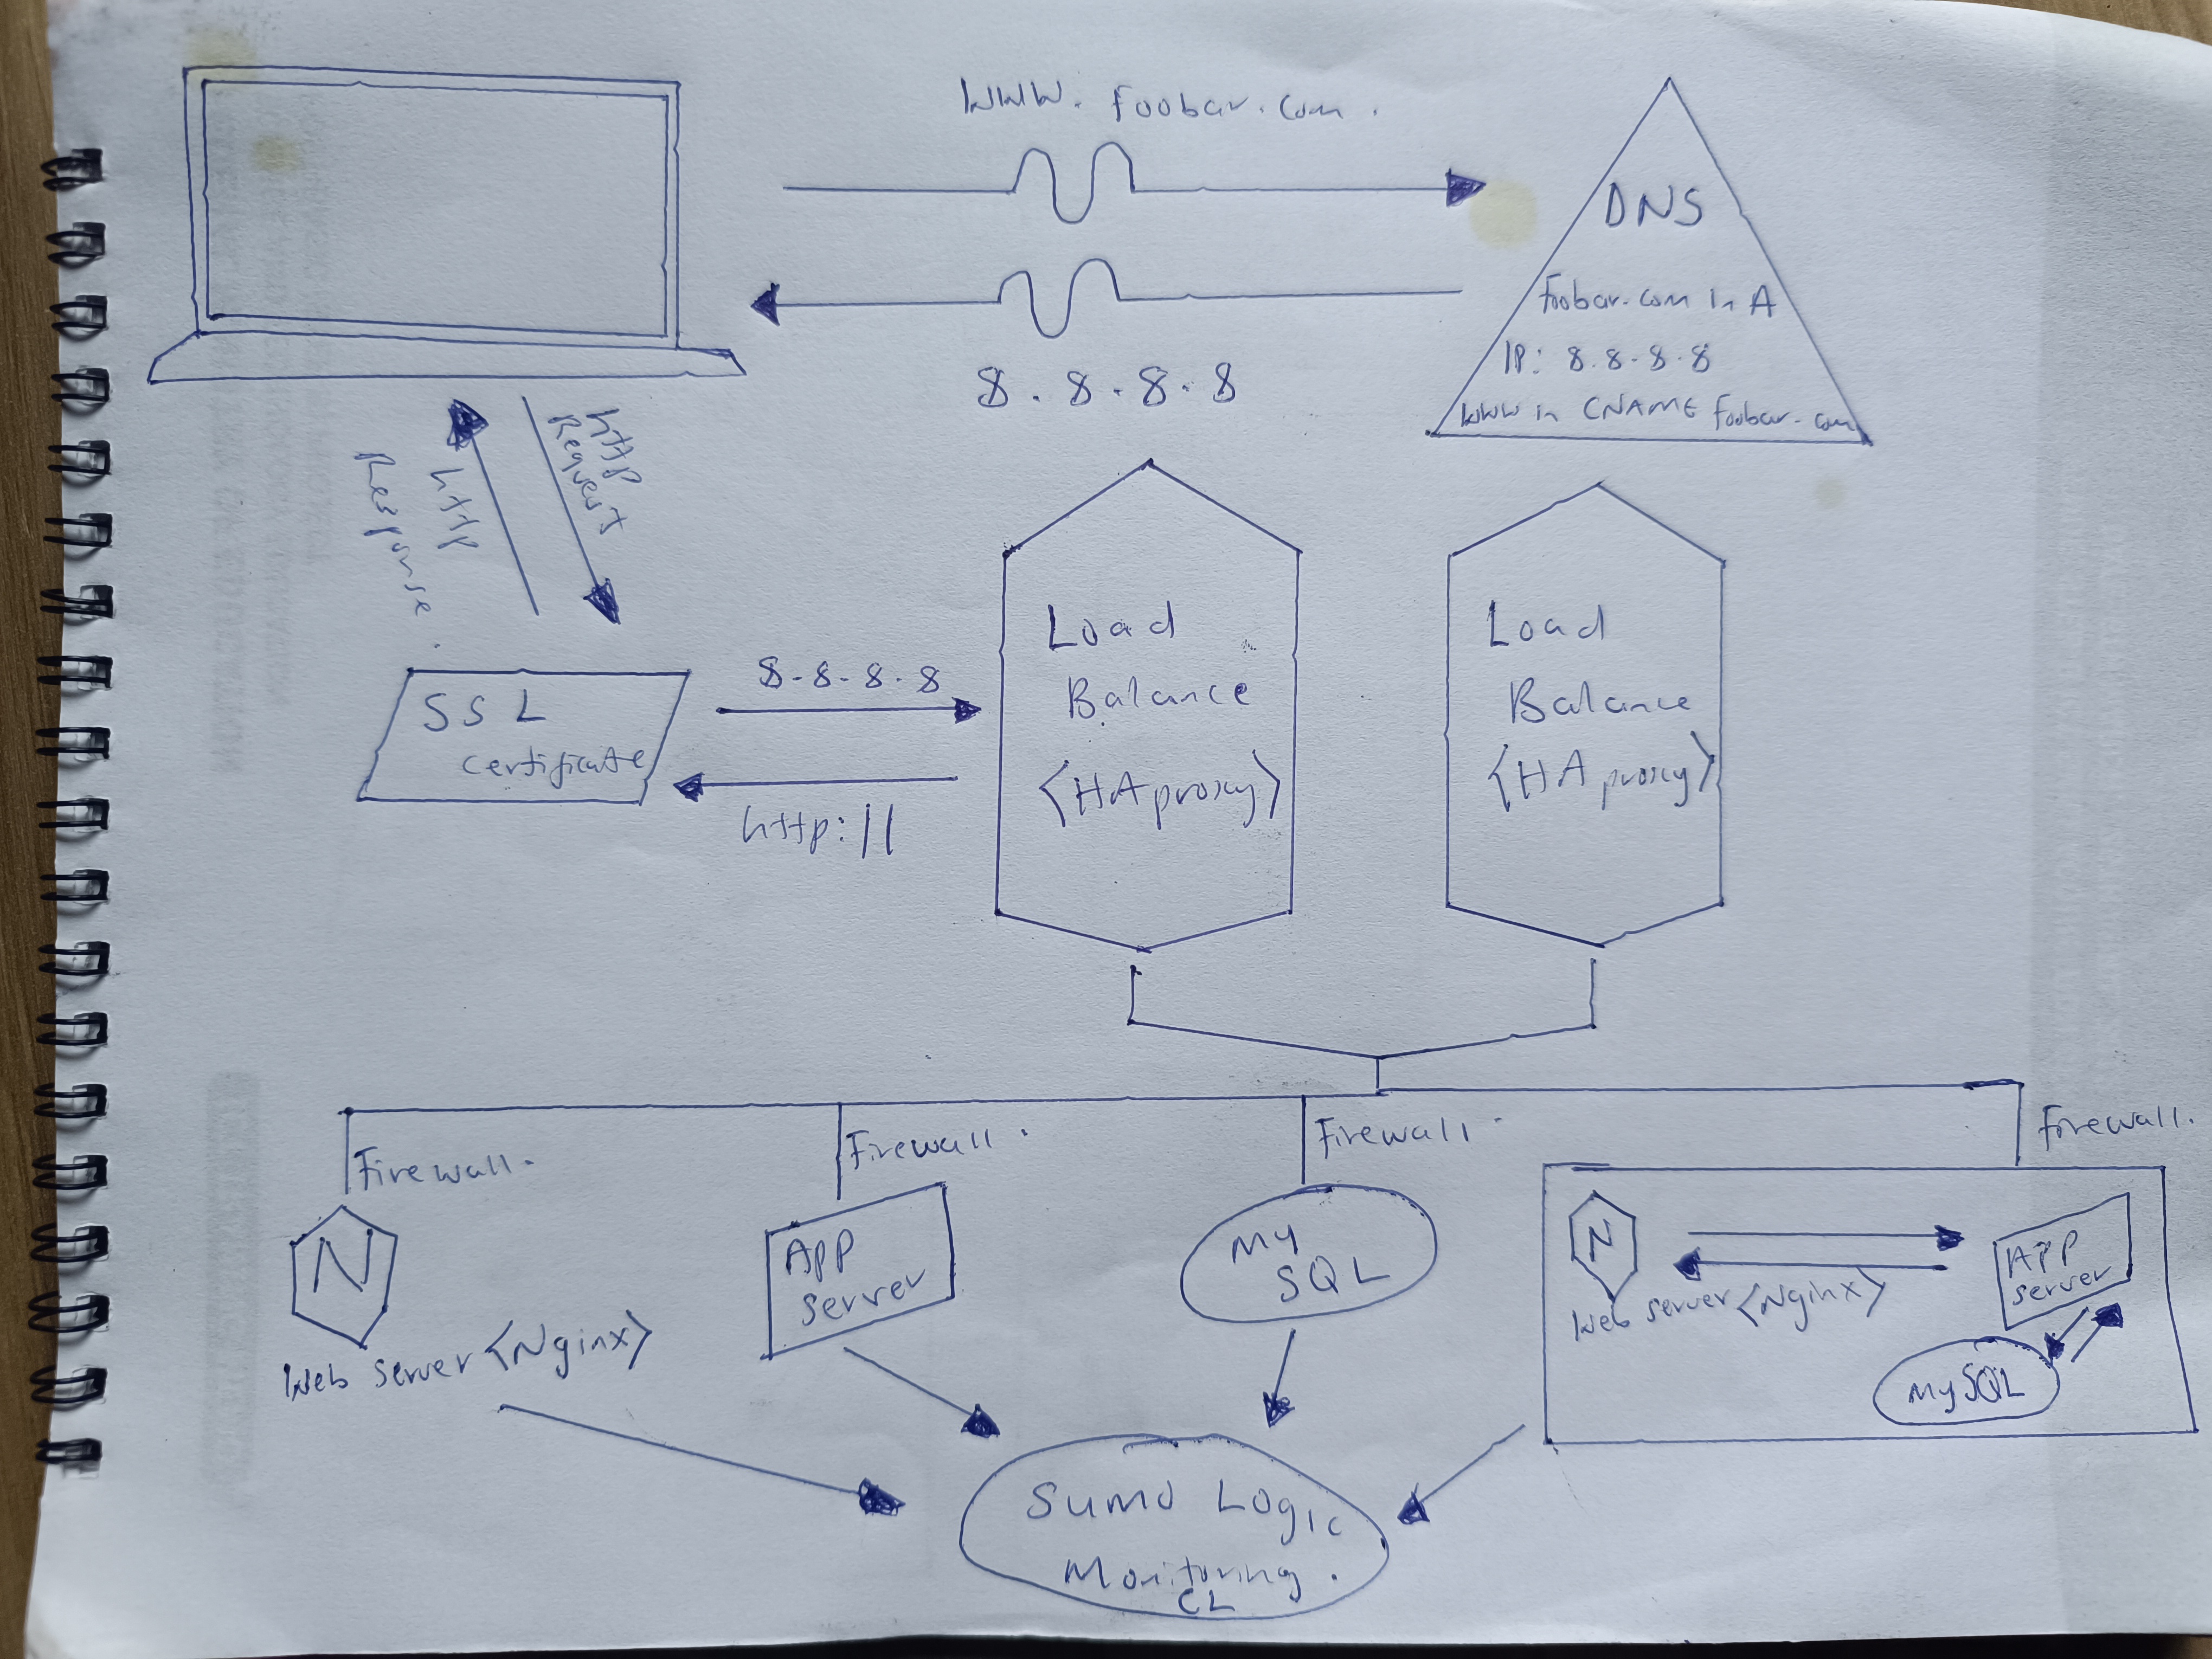 www. foobar.com.
DNS
foobar.com in A
IP: 8.8.8.8
www in CNAME foobar.com
8.8.8.8
http
Request
http
Response.
Load
Balance
<HAproxy>
Load
Balance
<HAproxy>
SSL
certificate
8.8.8.8
http://
Firewall.
Firewall.
Firewall.
Firewall.
N
Web server <Nginx>
APP
Server
My
SQL
N
Web server <Nginx>
APP
Server
MySQL
Sumo Logic
Monitoring.
CL